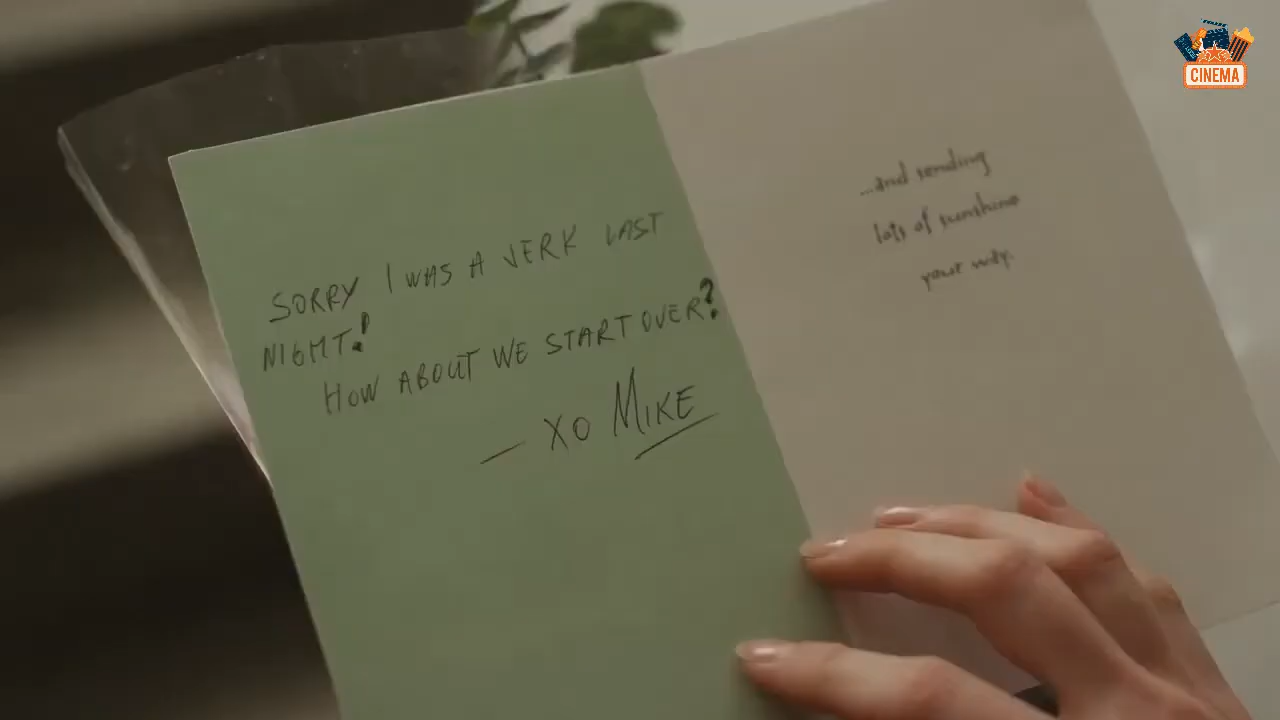 SORRY I WAS A JERK LAST
NIGHT!
HOW ABOUT WE START OVER?
— XO MIKE
...and sending
lots of sunshine
your way.
CINEMA